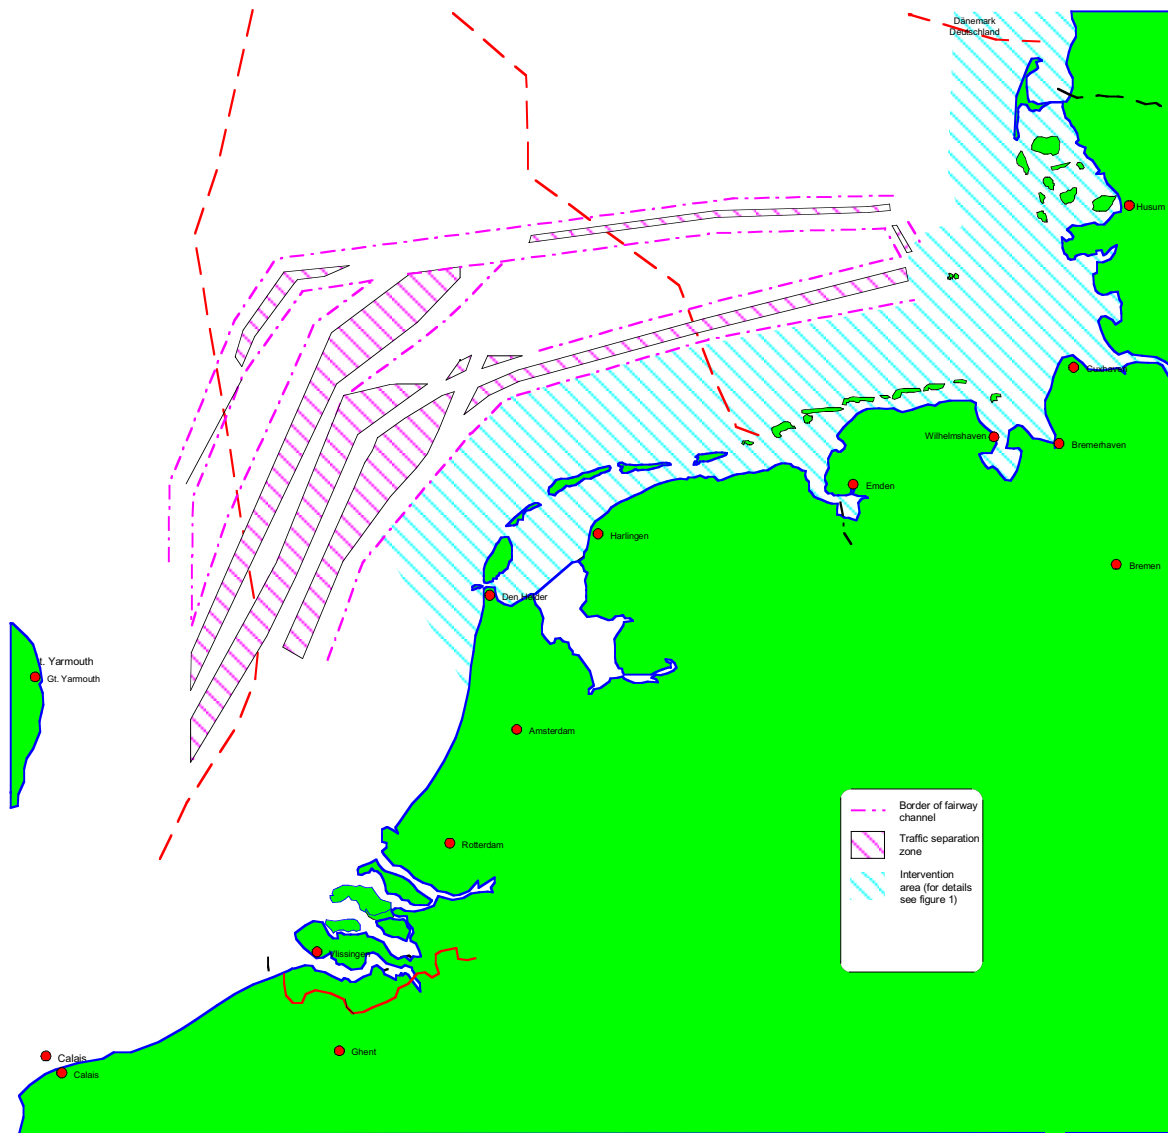 Dänemark
Deutschland
Husum
Cuxhaven
Wilhelmshaven
Bremerhaven
Emden
Harlingen
Bremen
Den Helder
t. Yarmouth
Gt. Yarmouth
Amsterdam
Border of fairway
channel
Traffic separation
zone
Rotterdam
Intervention
area (for details
see figure 1)
Vlissingen
Ghent
Calais
Calais